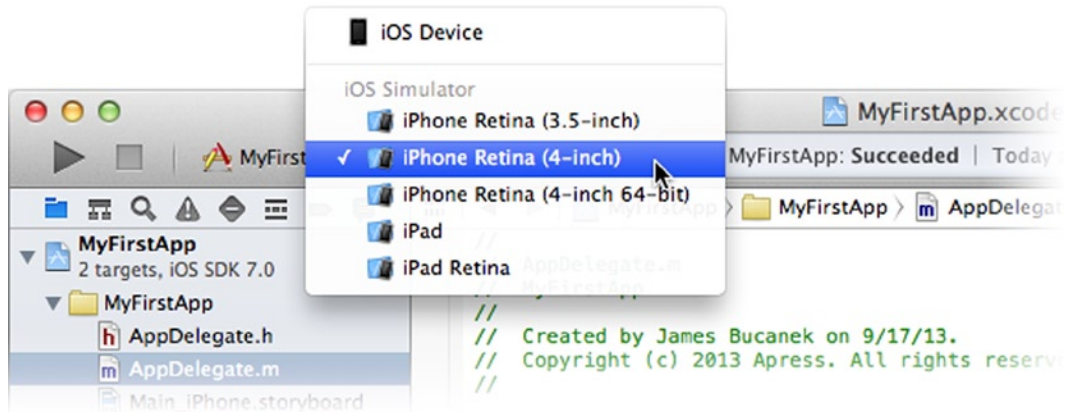 iOS Device
iOS Simulator
iPhone Retina (3.5-inch)
iPhone Retina (4-inch)
iPhone Retina (4-inch 64-bit)
iPad
iPad Retina
MyFirstApp.xcode
MyFirst
MyFirstApp: Succeeded | Today
MyFirstApp
MyFirstApp
m AppDelegat
MyFirstApp
2 targets, iOS SDK 7.0
MyFirstApp
h AppDelegate.h
m AppDelegate.m
m Main_iPhone.storyboard
//
// AppDelegate.m
// MyFirstApp
//
// Created by James Bucanek on 9/17/13.
// Copyright (c) 2013 Apress. All rights reserv
//